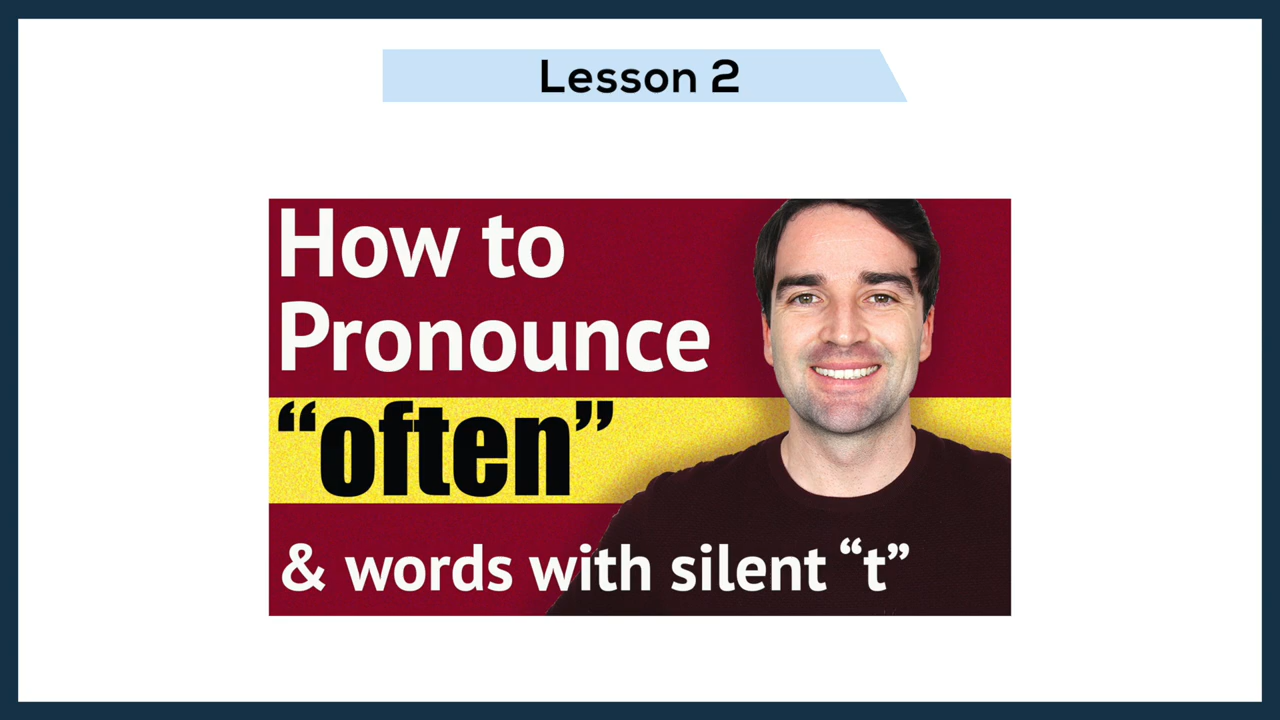 Lesson 2
How to
Pronounce
“often”
& words with silent “t”